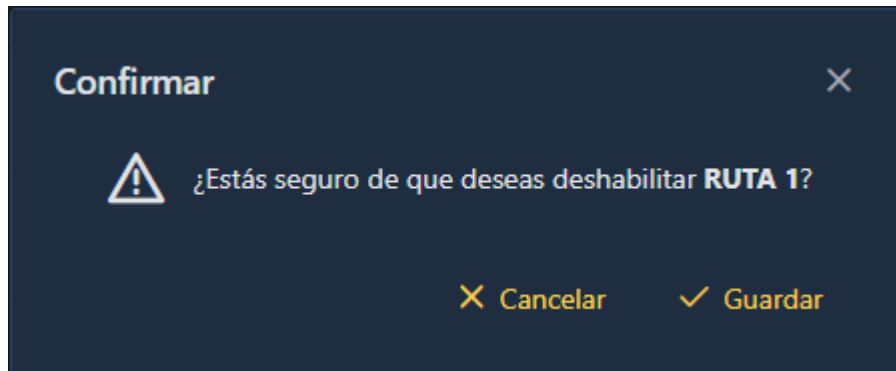 Confirmar
¿Estás seguro de que deseas deshabilitar RUTA 1?
Cancelar
Guardar